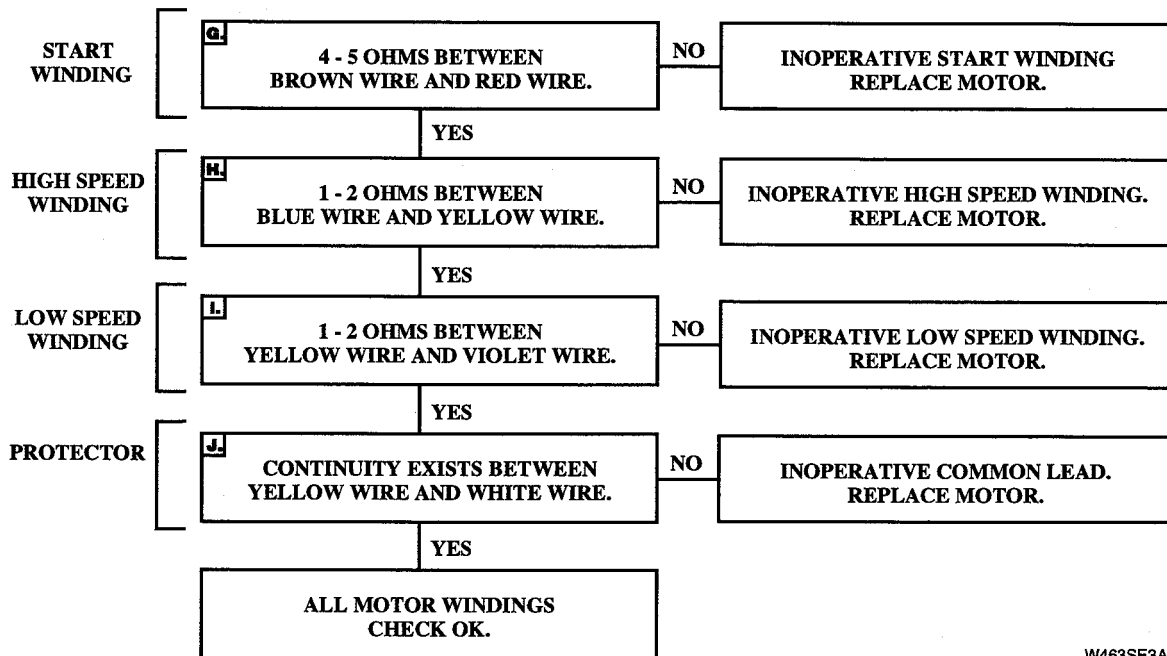 START
WINDING
G.
4 - 5 OHMS BETWEEN
BROWN WIRE AND RED WIRE.
NO
INOPERATIVE START WINDING
REPLACE MOTOR.
YES
HIGH SPEED
WINDING
H.
1 - 2 OHMS BETWEEN
BLUE WIRE AND YELLOW WIRE.
NO
INOPERATIVE HIGH SPEED WINDING.
REPLACE MOTOR.
YES
LOW SPEED
WINDING
I.
1 - 2 OHMS BETWEEN
YELLOW WIRE AND VIOLET WIRE.
NO
INOPERATIVE LOW SPEED WINDING.
REPLACE MOTOR.
YES
PROTECTOR
J.
CONTINUITY EXISTS BETWEEN
YELLOW WIRE AND WHITE WIRE.
NO
INOPERATIVE COMMON LEAD.
REPLACE MOTOR.
YES
ALL MOTOR WINDINGS
CHECK OK.
W463SE3A